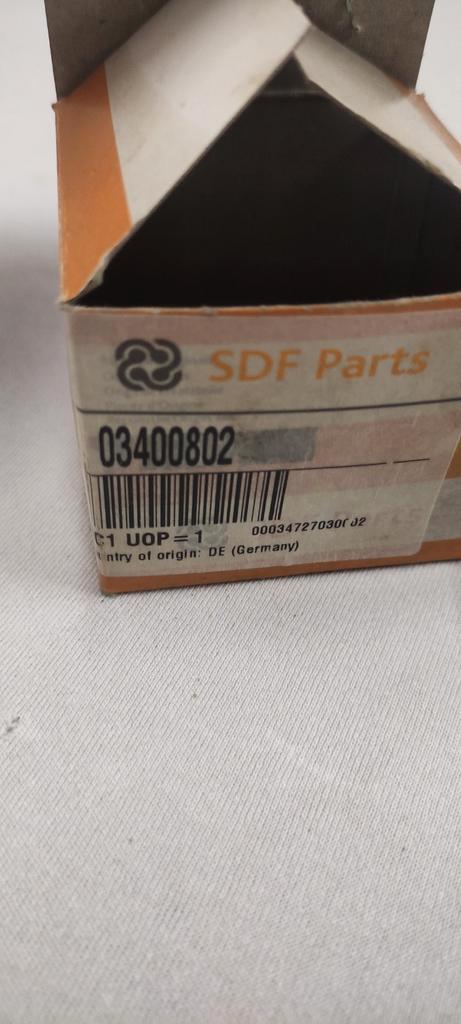 SDF Parts
03400802
C1 UOP = 1
ntry of origin: DE (Germany)